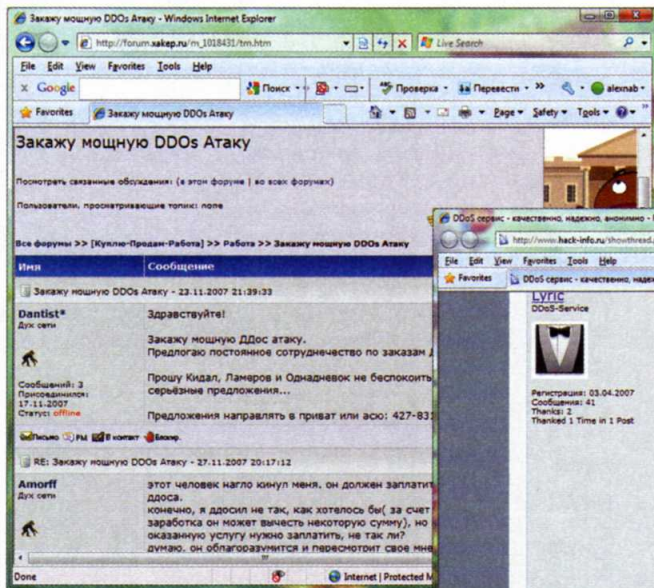 Закажу мощную DDOs Атаку - Windows Internet Explorer
http://forum.xakep.ru/m_1018431/tm.htm
Live Search
File Edit View Favorites Tools Help
x Google
Поиск
Проверка
Перевести
alexnab
Favorites
Закажу мощную DDOs Атаку
Page Safety Tools
Закажу мощную DDOs Атаку
Посмотреть связанные обсуждения: (в этом форуме | во всех форумах)
Пользователи, просматривающие топик: none
Все форумы >> [Куплю-Продам-Работа] >> Работа >> Закажу мощную DDOs Атаку
Имя Сообщение
Закажу мощную DDOs Атаку - 23.11.2007 21:39:33
Dantist*
Дух сети
Сообщений: 3
Присоединился:
17.11.2007
Статус: offline
Здравствуйте!
Закажу мощную ДДос атаку.
Предлогаю постоянное сотруднечество по заказам
Прошу Кидал, Ламеров и Однадневок не беспокоить
серьёзные предложения...
Предложения направлять в приват или асю: 427-831
Письмо PM В контакт Блокир.
RE: Закажу мощную DDOs Атаку - 27.11.2007 20:17:12
Amorff
Дух сети
этот человек нагло кинул меня. он должен заплатит
ддоса.
конечно, я ддосил не так, как хотелось бы( за счет
заработка он может вычесть некоторую сумму), но
оказанную услугу нужно заплатить, не так ли?
думаю, он облагоразумится и пересмотрит свое мне
Done
Internet | Protected M
DDoS сервис - качественно, надежно, анонимно -
http://www.hack-info.ru/showthread.
File Edit View Favorites Tools Help
Favorites
DDoS сервис - качественно, надеж
Lyric
DDoS-Service
Регистрация: 03.04.2007
Сообщения: 41
Thanks: 2
Thanked 1 Time in 1 Post